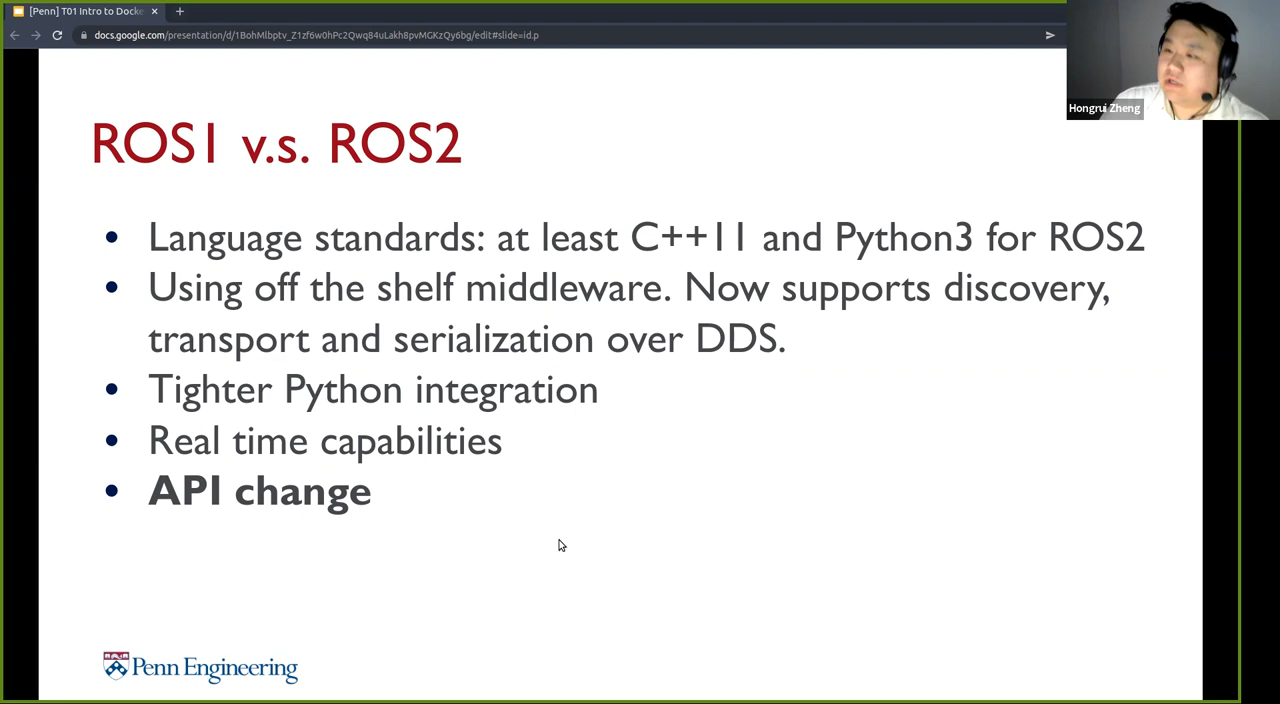 [Penn] T01 Intro to Docke
docs.google.com/presentation/d/1BohMlbptv_Z1zf6w0hPc2Qwq84uLakh8pvMGKzQy6bg/edit#slide=id.p
Hongrui Zheng
ROS1 v.s. ROS2
• Language standards: at least C++11 and Python3 for ROS2
• Using off the shelf middleware. Now supports discovery,
transport and serialization over DDS.
• Tighter Python integration
• Real time capabilities
• API change
Penn Engineering